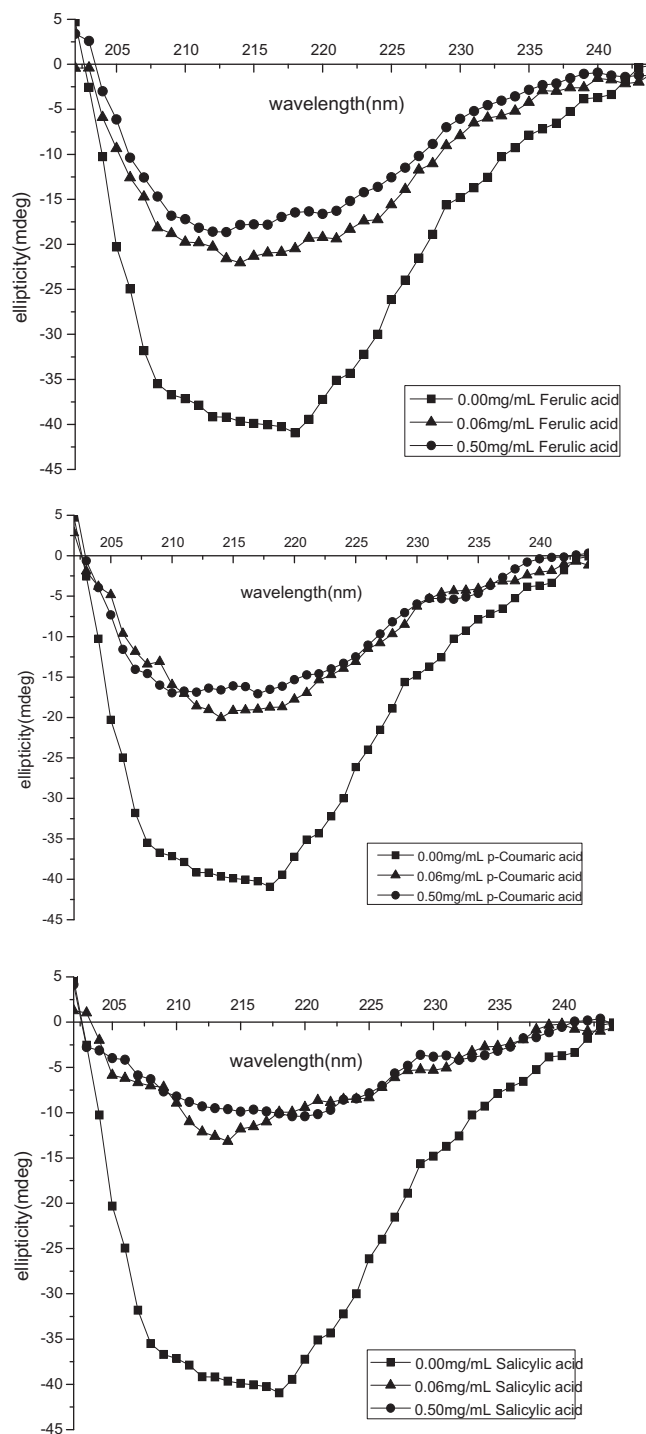 5
205 210 215 220 225 230 235 240
0
-5
wavelength(nm)
-10
-15
-20
ellipticity(mdeg)
-25
-30
-35
0.00mg/mL Ferulic acid
-40
0.06mg/mL Ferulic acid
0.50mg/mL Ferulic acid
-45
5
205 210 215 220 225 230 235 240
0
wavelength(nm)
-5
-10
-15
ellipticity(mdeg)
-20
-25
-30
-35
0.00mg/mL p-Coumaric acid
-40
0.06mg/mL p-Coumaric acid
0.50mg/mL p-Coumaric acid
-45
5
205 210 215 220 225 230 235 240
0
wavelength(nm)
-5
-10
-15
ellipticity(mdeg)
-20
-25
-30
-35
0.00mg/mL Salicylic acid
-40
0.06mg/mL Salicylic acid
0.50mg/mL Salicylic acid
-45